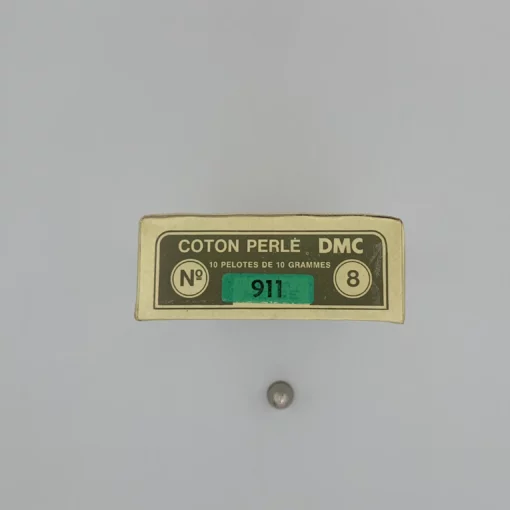 COTON PERLÉ DMC
10 PELOTES DE 10 GRAMMES
Nº 911 8